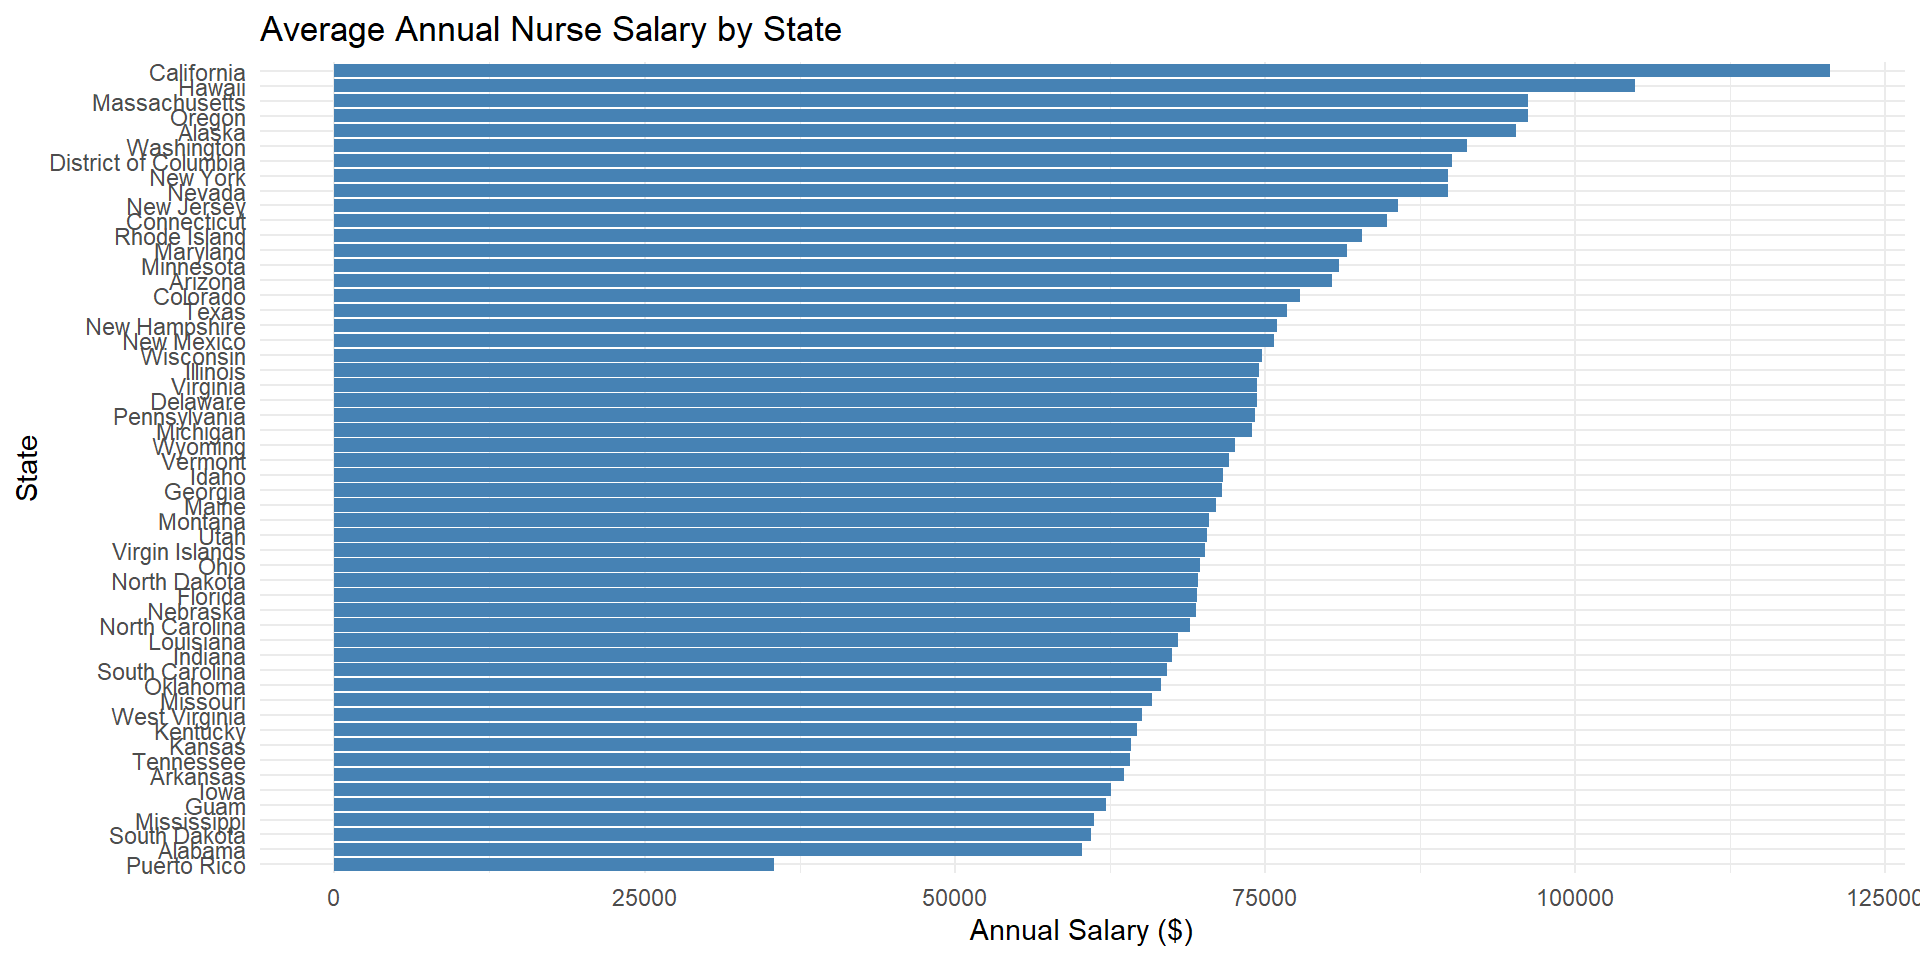 Average Annual Nurse Salary by State
California
Hawaii
Massachusetts
Oregon
Alaska
Washington
District of Columbia
New York
Nevada
New Jersey
Connecticut
Rhode Island
Maryland
Minnesota
Arizona
Colorado
Texas
New Hampshire
New Mexico
Wisconsin
Illinois
Virginia
Delaware
Pennsylvania
Michigan
Wyoming
Vermont
Idaho
Georgia
Maine
Montana
Utah
Virgin Islands
Ohio
North Dakota
Florida
Nebraska
North Carolina
Louisiana
Indiana
South Carolina
Oklahoma
Missouri
West Virginia
Kentucky
Kansas
Tennessee
Arkansas
Iowa
Guam
Mississippi
South Dakota
Alabama
Puerto Rico
State
0 25000 50000 75000 100000 125000
Annual Salary ($)